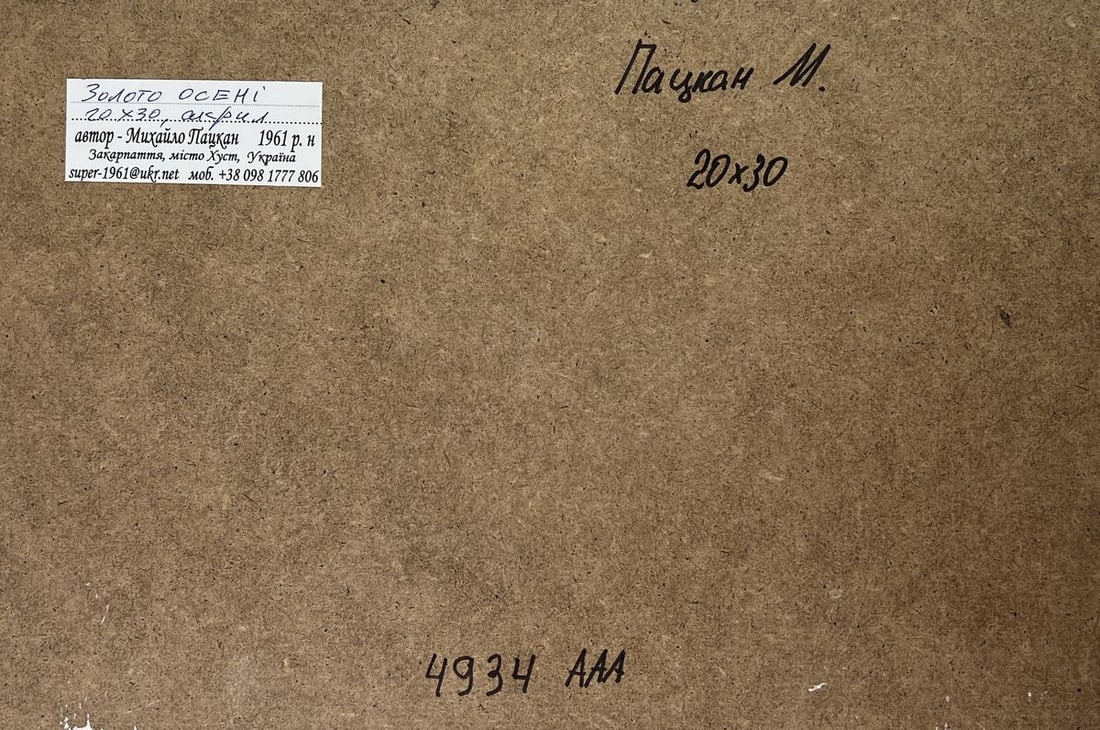 Золото осені
20х30, акрил
автор - Михайло Пацкан 1961 р. н
Закарпаття, місто Хуст, Україна
super-1961@ukr.net моб. +38 098 1777 806
Пацкан М.
20х30
4934 ААА